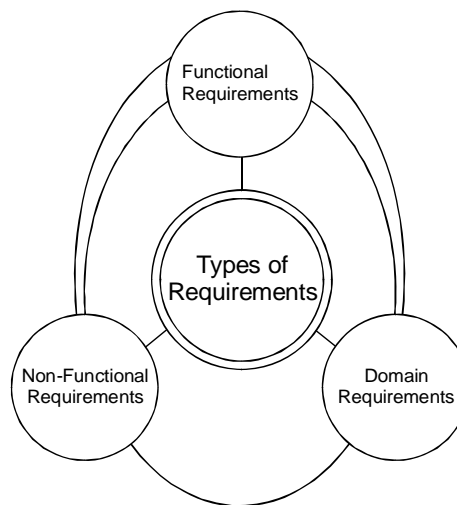 Functional
Requirements
Types of
Requirements
Non-Functional
Requirements
Domain
Requirements